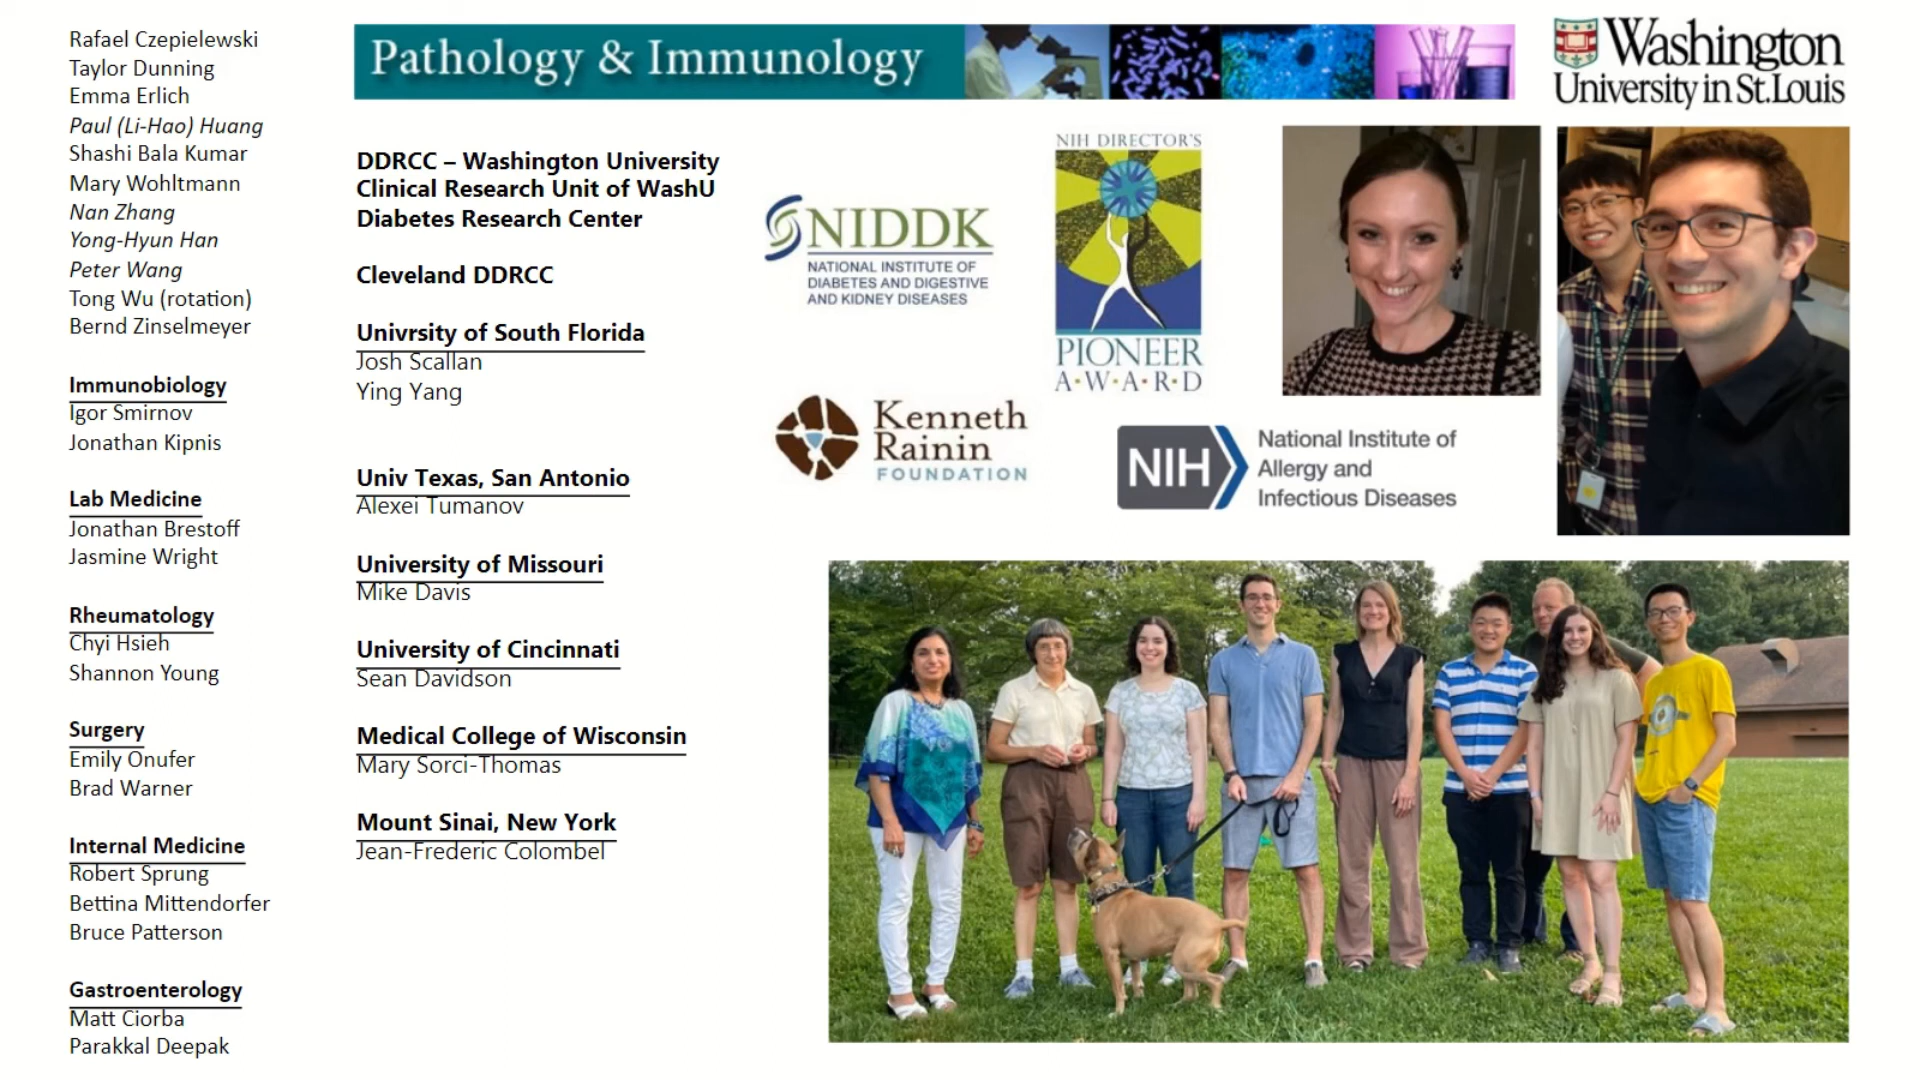 Rafael Czepielewski
Taylor Dunning
Emma Erlich
Paul (Li-Hao) Huang
Shashi Bala Kumar
Mary Wohltmann
Nan Zhang
Yong-Hyun Han
Peter Wang
Tong Wu (rotation)
Bernd Zinselmeyer
Immunobiology
Igor Smirnov
Jonathan Kipnis
Lab Medicine
Jonathan Brestoff
Jasmine Wright
Rheumatology
Chyi Hsieh
Shannon Young
Surgery
Emily Onufer
Brad Warner
Internal Medicine
Robert Sprung
Bettina Mittendorfer
Bruce Patterson
Gastroenterology
Matt Ciorba
Parakkal Deepak
Pathology & Immunology
Washington
University in St. Louis
DDRCC – Washington University
Clinical Research Unit of WashU
Diabetes Research Center
Cleveland DDRCC
Univrsity of South Florida
Josh Scallan
Ying Yang
Univ Texas, San Antonio
Alexei Tumanov
University of Missouri
Mike Davis
University of Cincinnati
Sean Davidson
Medical College of Wisconsin
Mary Sorci-Thomas
Mount Sinai, New York
Jean-Frederic Colombel
NIDDK
NATIONAL INSTITUTE OF
DIABETES AND DIGESTIVE
AND KIDNEY DISEASES
NIH DIRECTOR'S
PIONEER
A•W•A•R•D
Kenneth
Rainin
FOUNDATION
NIH
National Institute of
Allergy and
Infectious Diseases